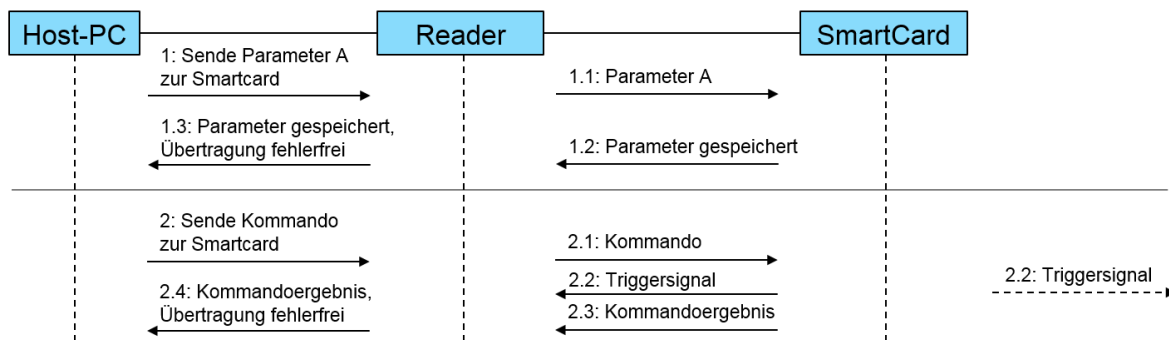 Host-PC
Reader
SmartCard
1: Sende Parameter A
zur Smartcard
1.1: Parameter A
1.3: Parameter gespeichert,
Übertragung fehlerfrei
1.2: Parameter gespeichert
2: Sende Kommando
zur Smartcard
2.1: Kommando
2.2: Triggersignal
2.2: Triggersignal
2.4: Kommandoergebnis,
Übertragung fehlerfrei
2.3: Kommandoergebnis